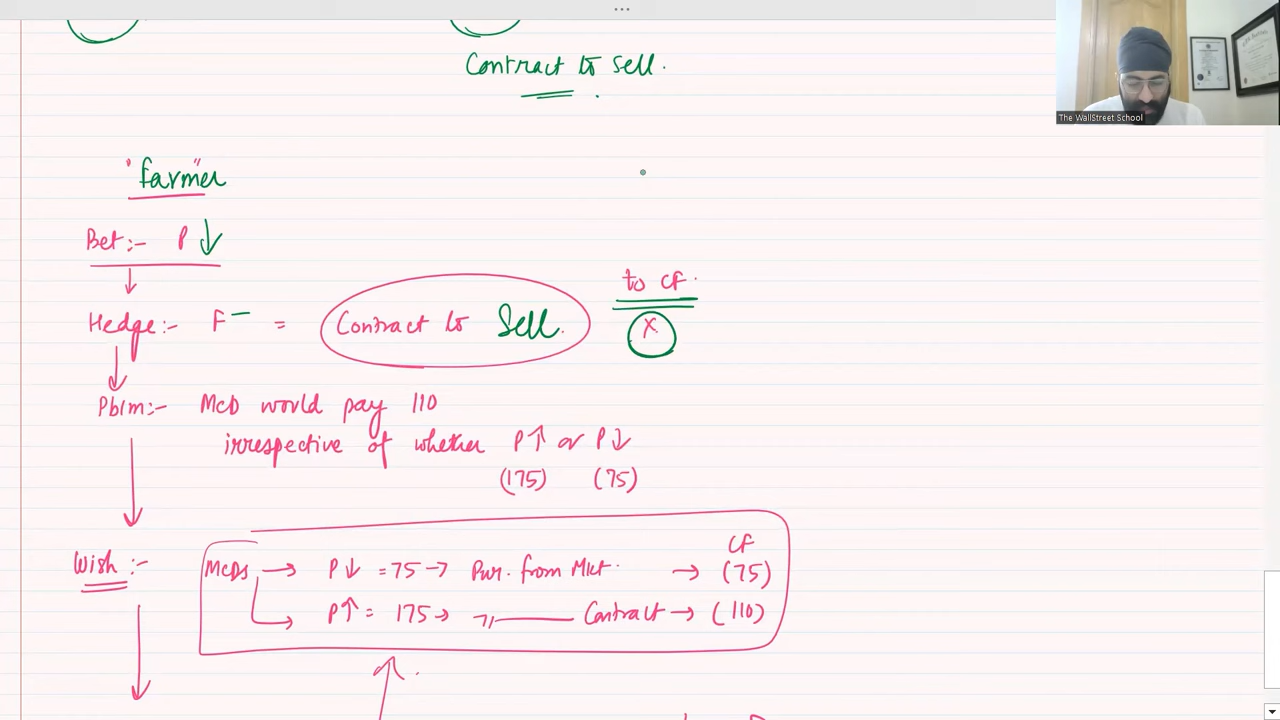 Contract to sell.
The WallStreet School
"farmer"
Bet:- P ↓
to CF.
Hedge:- F- = Contract to Sell. X
Pblm:- McD would pay 110
irrespective of whether P↑ or P↓
(175) (75)
CF
Wish:- McDs → P↓ = 75 → Pur. from Mkt. → (75)
P↑ = 175 → —11— Contract → (110)